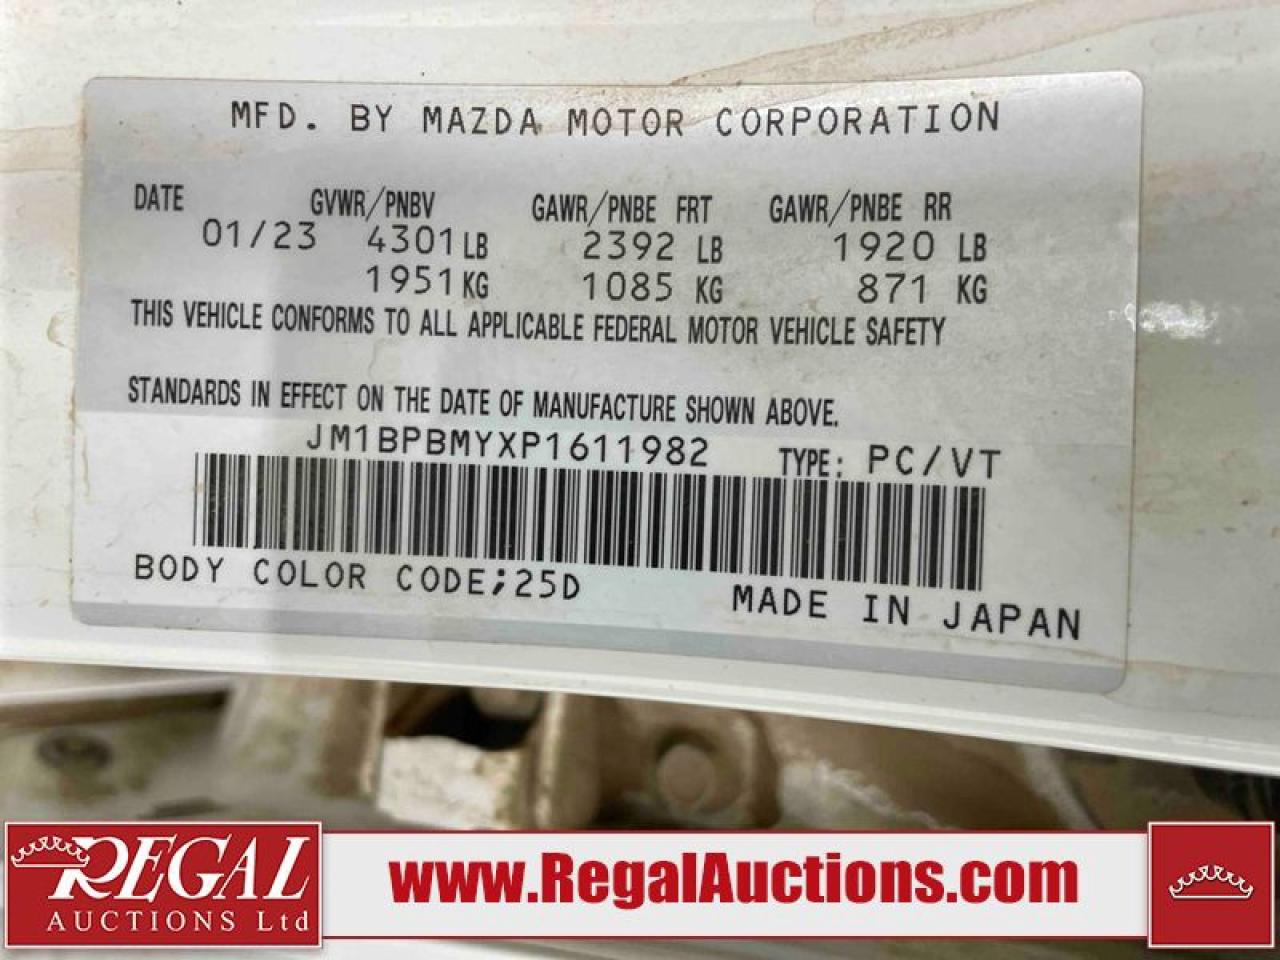 MFD. BY MAZDA MOTOR CORPORATION
DATE GVWR/PNBV GAWR/PNBE FRT GAWR/PNBE RR
01/23 4301 LB 2392 LB 1920 LB
1951 KG 1085 KG 871 KG
THIS VEHICLE CONFORMS TO ALL APPLICABLE FEDERAL MOTOR VEHICLE SAFETY
STANDARDS IN EFFECT ON THE DATE OF MANUFACTURE SHOWN ABOVE.
JM1BPBMYXP1611982 TYPE: PC/VT
BODY COLOR CODE;25D MADE IN JAPAN
REGAL
AUCTIONS Ltd
www.RegalAuctions.com